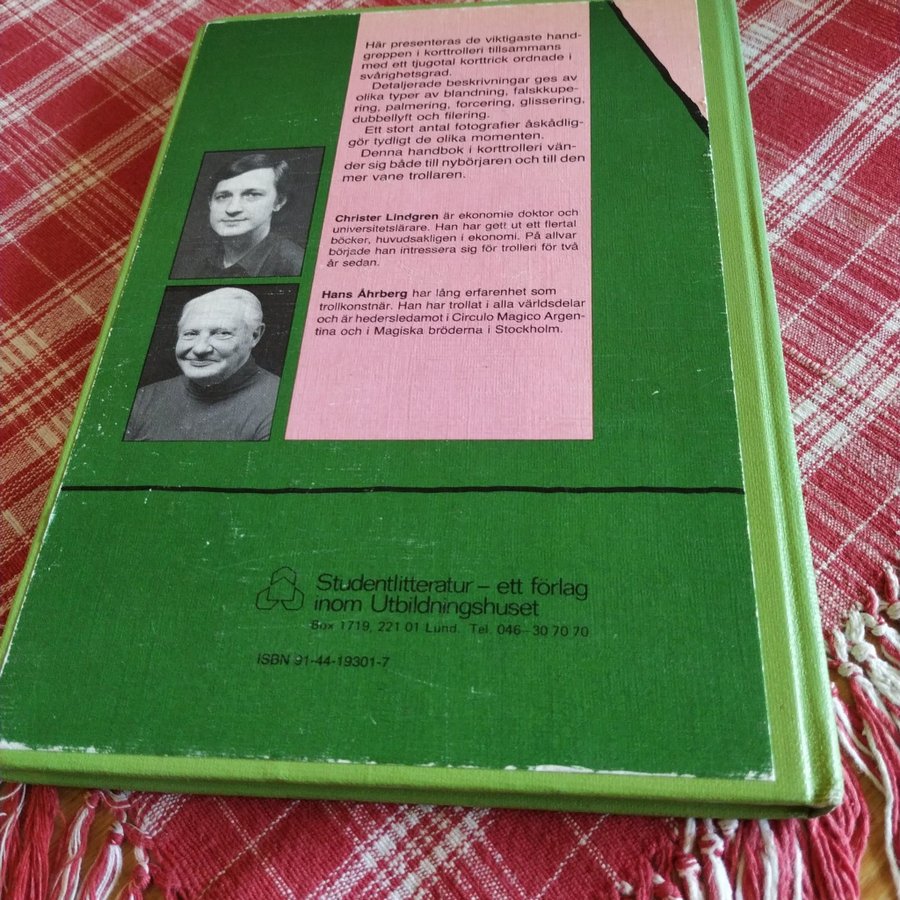 Här presenteras de viktigaste hand-
greppen i korttrolleri tillsammans
med ett tjugotal korttrick ordnade i
svårighetsgrad.
Detaljerade beskrivningar ges av
olika typer av blandning, falskkupe-
ring, palmering, forcering, glissering,
dubbellyft och filering.
Ett stort antal fotografier åskådlig-
gör tydligt de olika momenten.
Denna handbok i korttrolleri vän-
der sig både till nybörjaren och till den
mer vane trollaren.
Christer Lindgren är ekonomie doktor och
universitetslärare. Han har gett ut ett flertal
böcker, huvudsakligen i ekonomi. På allvar
började han intressera sig för trolleri för två
år sedan.
Hans Åhrberg har lång erfarenhet som
trollkonstnär. Han har trollat i alla världsdelar
och är hedersledamot i Circulo Magico Argen-
tina och i Magiska bröderna i Stockholm.
Studentlitteratur – ett förlag
inom Utbildningshuset
Box 1719, 221 01 Lund. Tel. 046–30 70 70
ISBN 91-44-19301-7